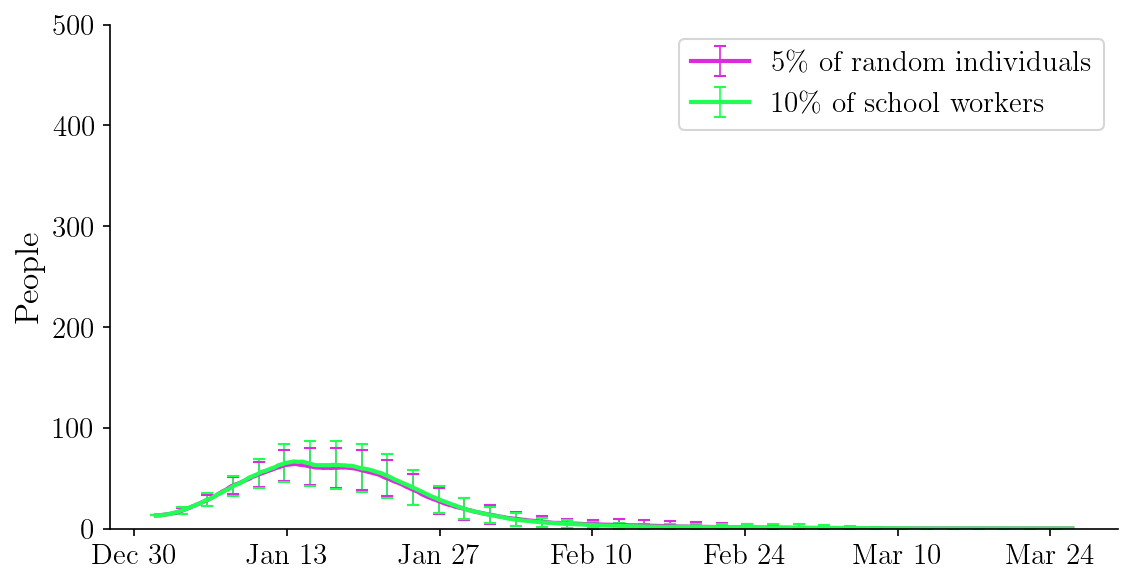 500
400
300
200
100
0
People
5% of random individuals
10% of school workers
Dec 30 Jan 13 Jan 27 Feb 10 Feb 24 Mar 10 Mar 24